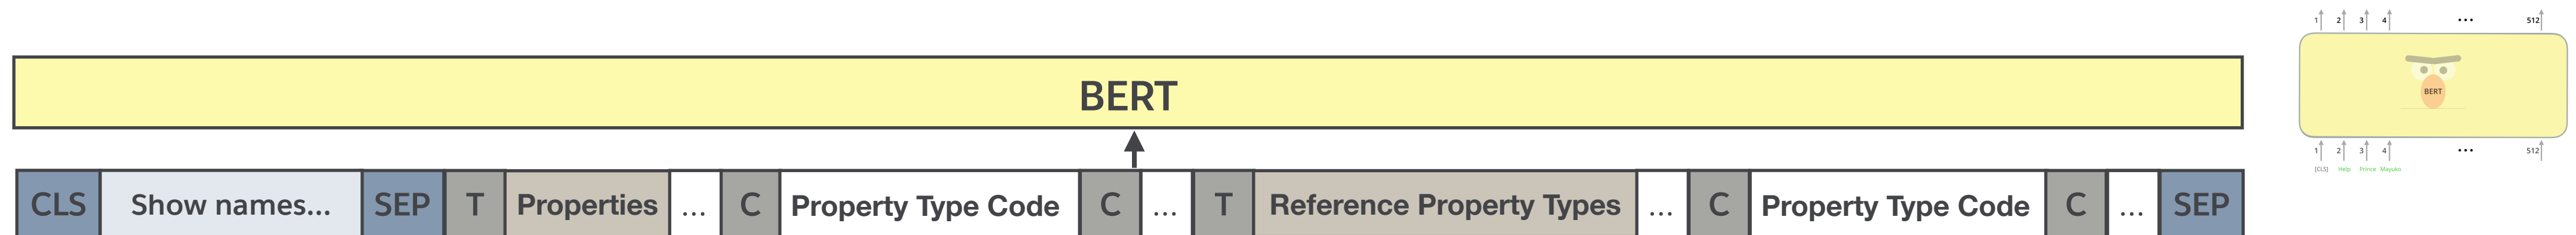 BERT
CLS Show names... SEP T Properties ... C Property Type Code C ... T Reference Property Types ... C Property Type Code C ... SEP
1 2 3 4 ... 512
BERT
1 2 3 4 ... 512
[CLS] Help Prince Mayuko